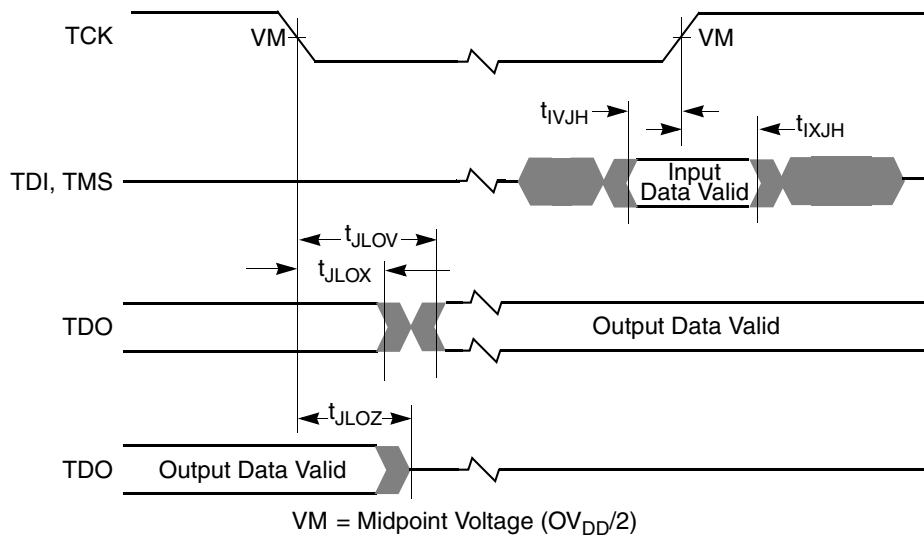 TCK
VM
VM
tIVJH
tIXJH
TDI, TMS
Input
Data Valid
tJLOV
tJLOX
TDO
Output Data Valid
tJLOZ
TDO
Output Data Valid
VM = Midpoint Voltage (OVDD/2)